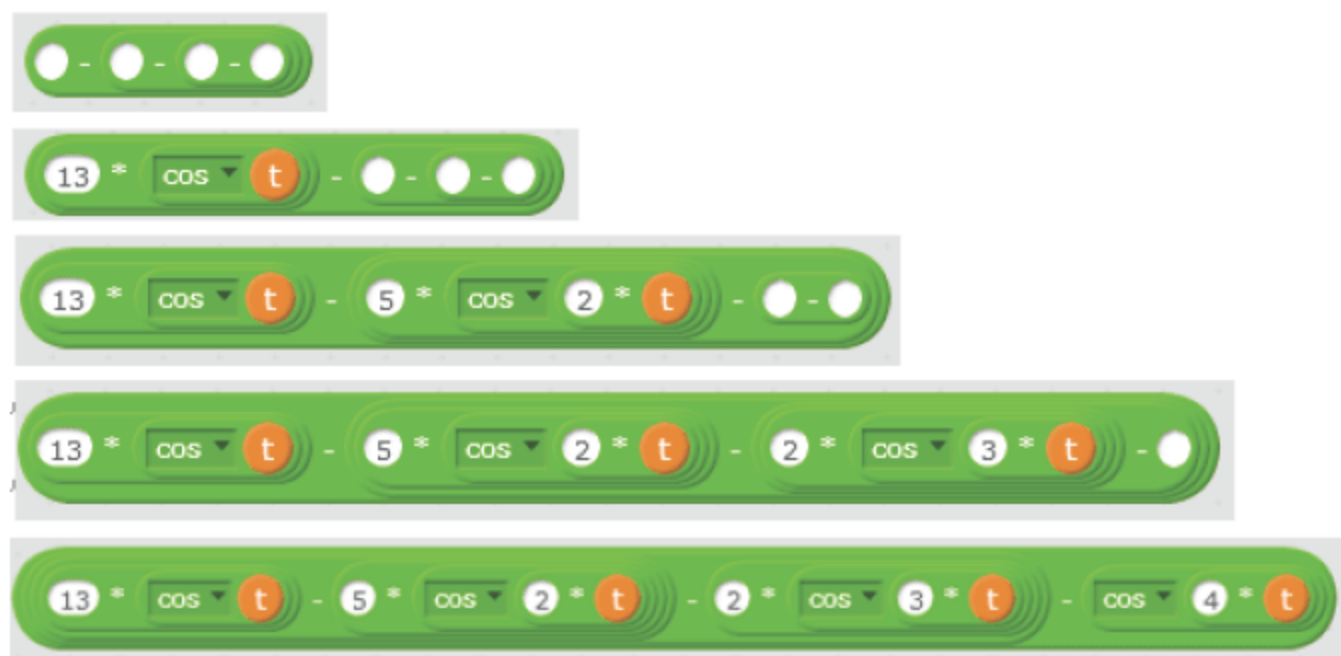 - - -
13 * cos t - - -
13 * cos t - 5 * cos 2 * t - -
13 * cos t - 5 * cos 2 * t - 2 * cos 3 * t -
13 * cos t - 5 * cos 2 * t - 2 * cos 3 * t - cos 4 * t